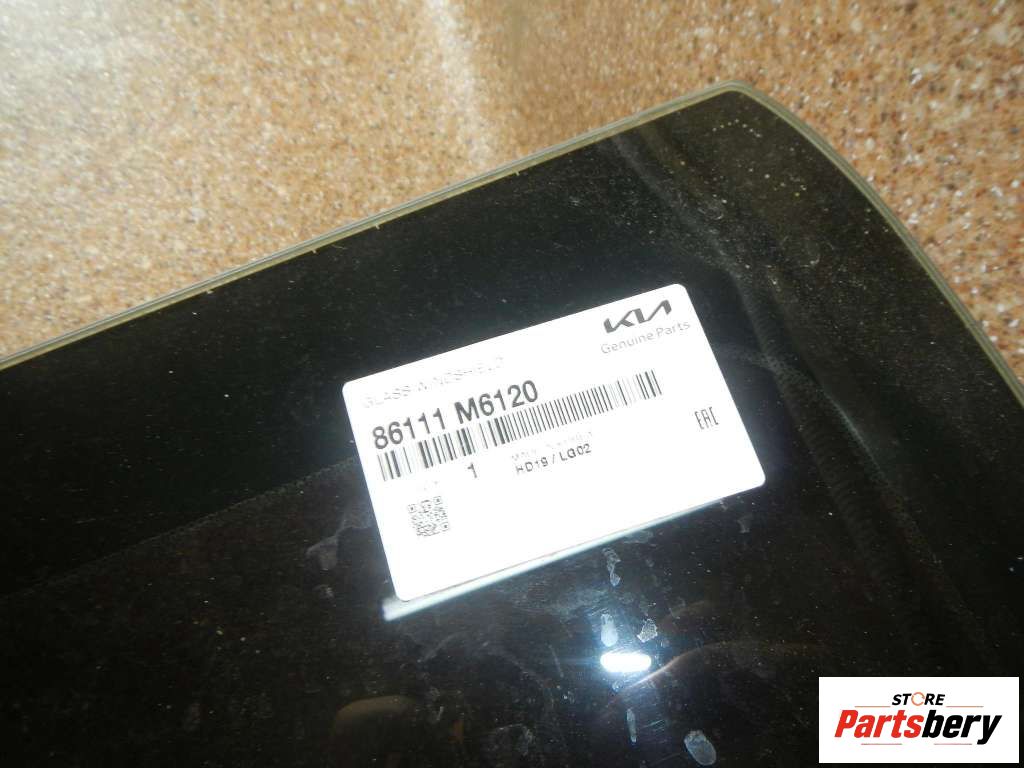 KIA
Genuine Parts
GLASS-WINDSHIELD
86111 M6120
1
HD19 / LG02
EAC
STORE
Partsbery